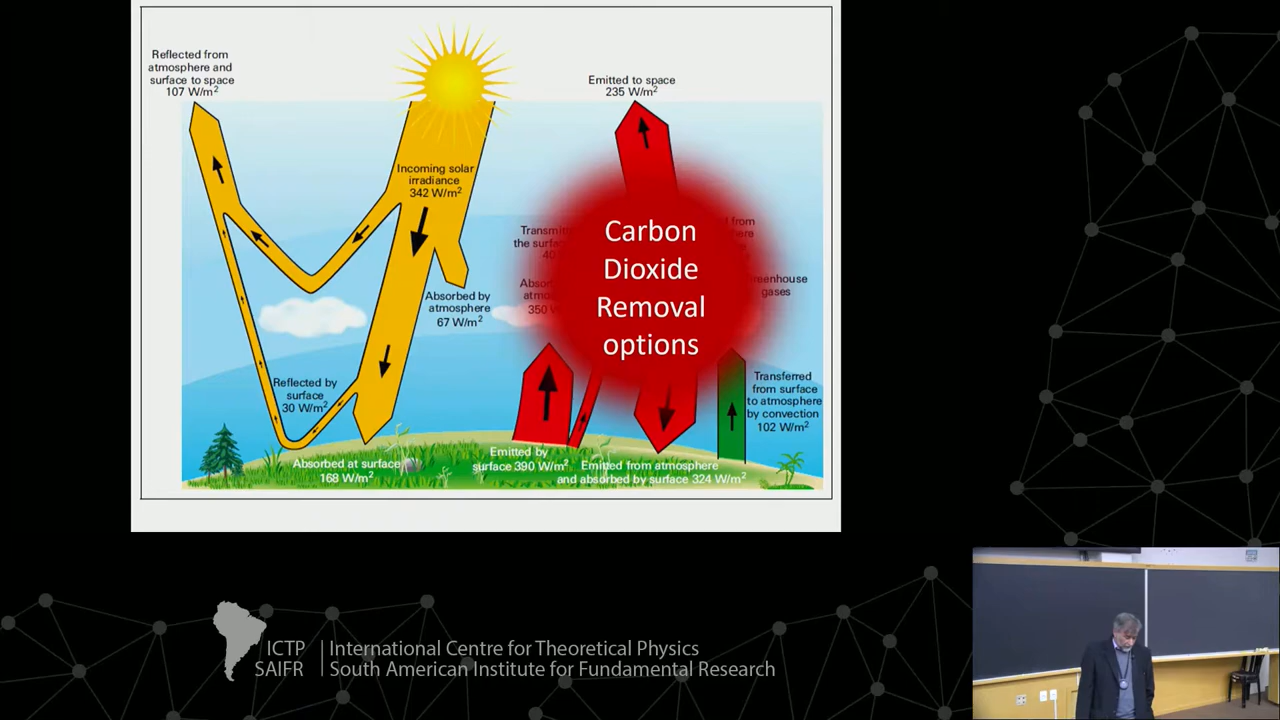 Reflected from
atmosphere and
surface to space
107 W/m²
Emitted to space
235 W/m²
Incoming solar
irradiance
342 W/m²
Carbon
Dioxide
Removal
options
from
gases
Absorbed by
atmosphere
67 W/m²
350
Reflected by
surface
30 W/m²
Transferred
from surface
to atmosphere
by convection
102 W/m²
Absorbed at surface
168 W/m²
Emitted by
surface 390 W/m²
Emitted from atmosphere
and absorbed by surface 324 W/m²
ICTP
SAIFR
International Centre for Theoretical Physics
South American Institute for Fundamental Research